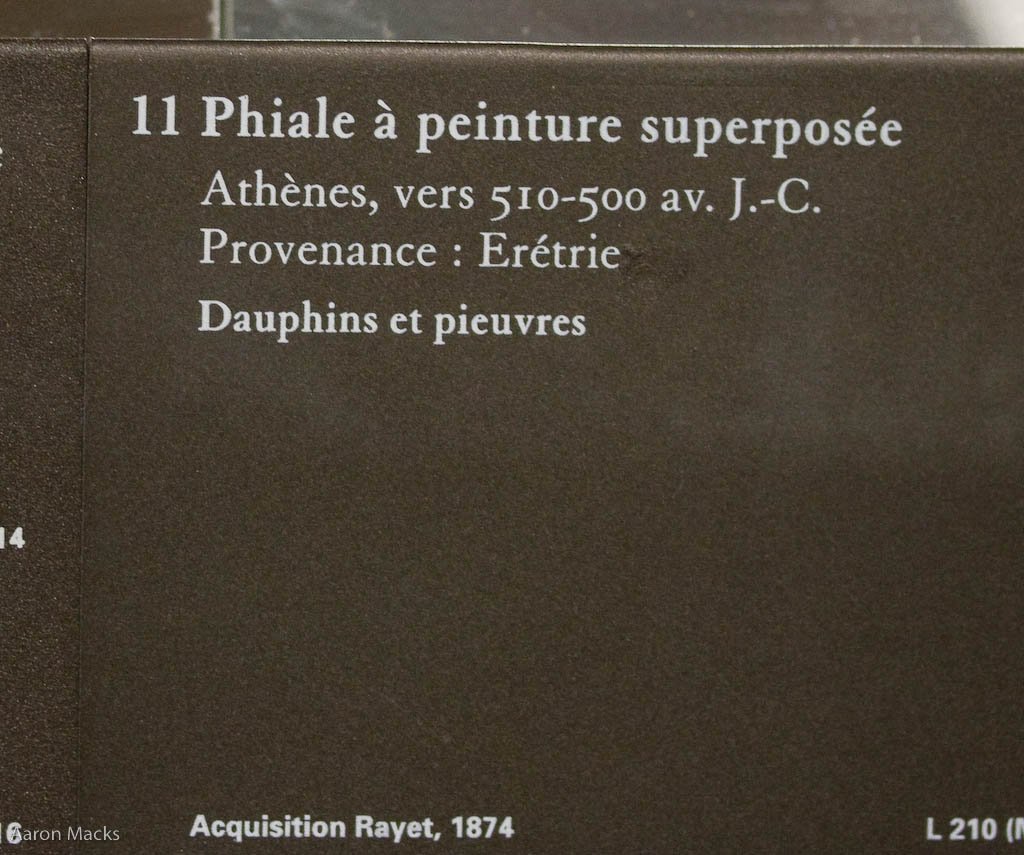 11 Phiale à peinture superposée
Athènes, vers 510-500 av. J.-C.
Provenance : Erétrie
Dauphins et pieuvres
14
16
Aaron Macks
Acquisition Rayet, 1874
L 210 (M